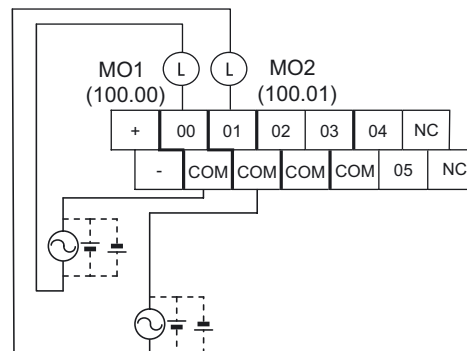 MO1
(100.00)
L
L
MO2
(100.01)
+ 00 01 02 03 04 NC
- COM COM COM COM 05 NC